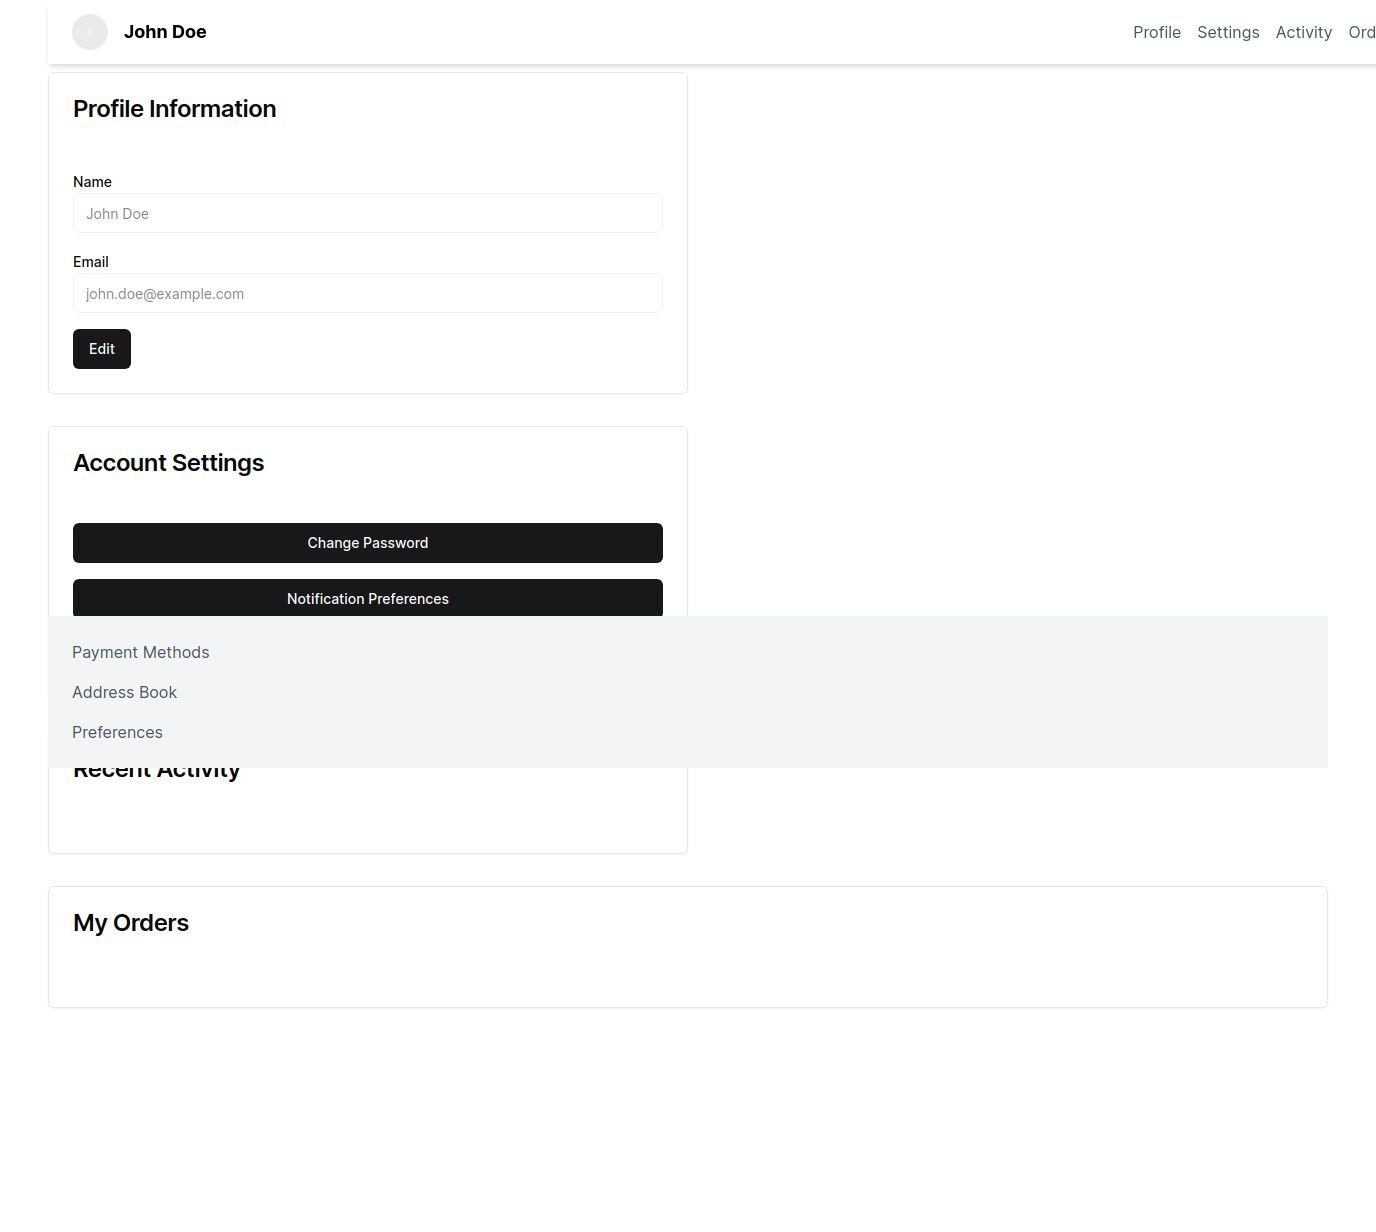 John Doe
Profile Settings Activity Ord
Profile Information
Name
John Doe
Email
john.doe@example.com
Edit
Account Settings
Change Password
Notification Preferences
Payment Methods
Address Book
Preferences
Recent Activity
My Orders